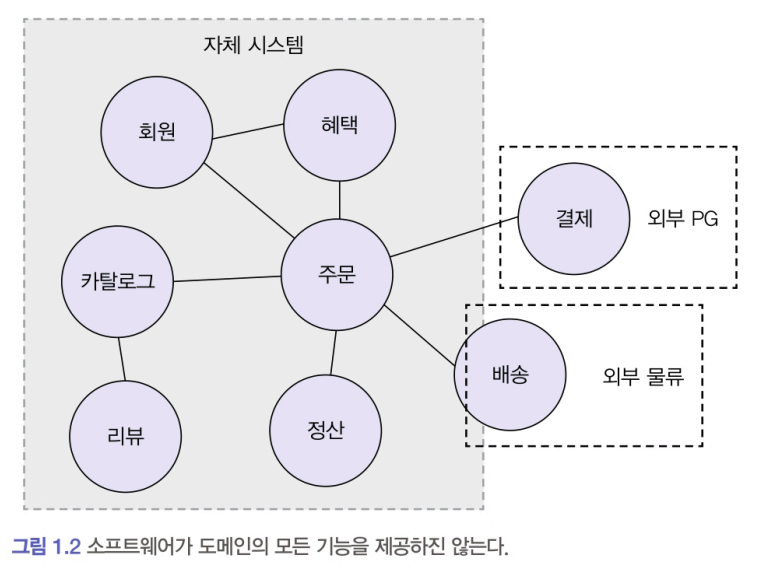 자체 시스템
회원
혜택
결제
외부 PG
카탈로그
주문
배송
외부 물류
리뷰
정산
그림 1.2 소프트웨어가 도메인의 모든 기능을 제공하진 않는다.